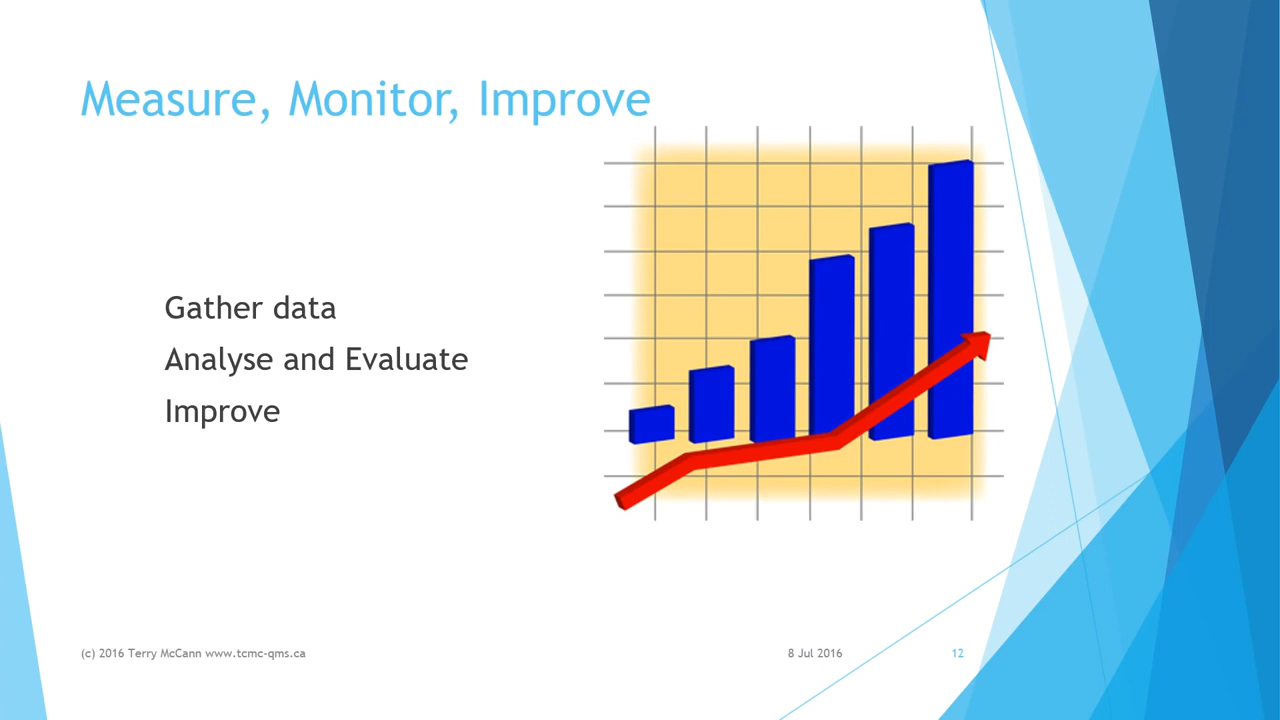 Measure, Monitor, Improve
Gather data
Analyse and Evaluate
Improve
(c) 2016 Terry McCann www.tcmc-qms.ca
8 Jul 2016
12